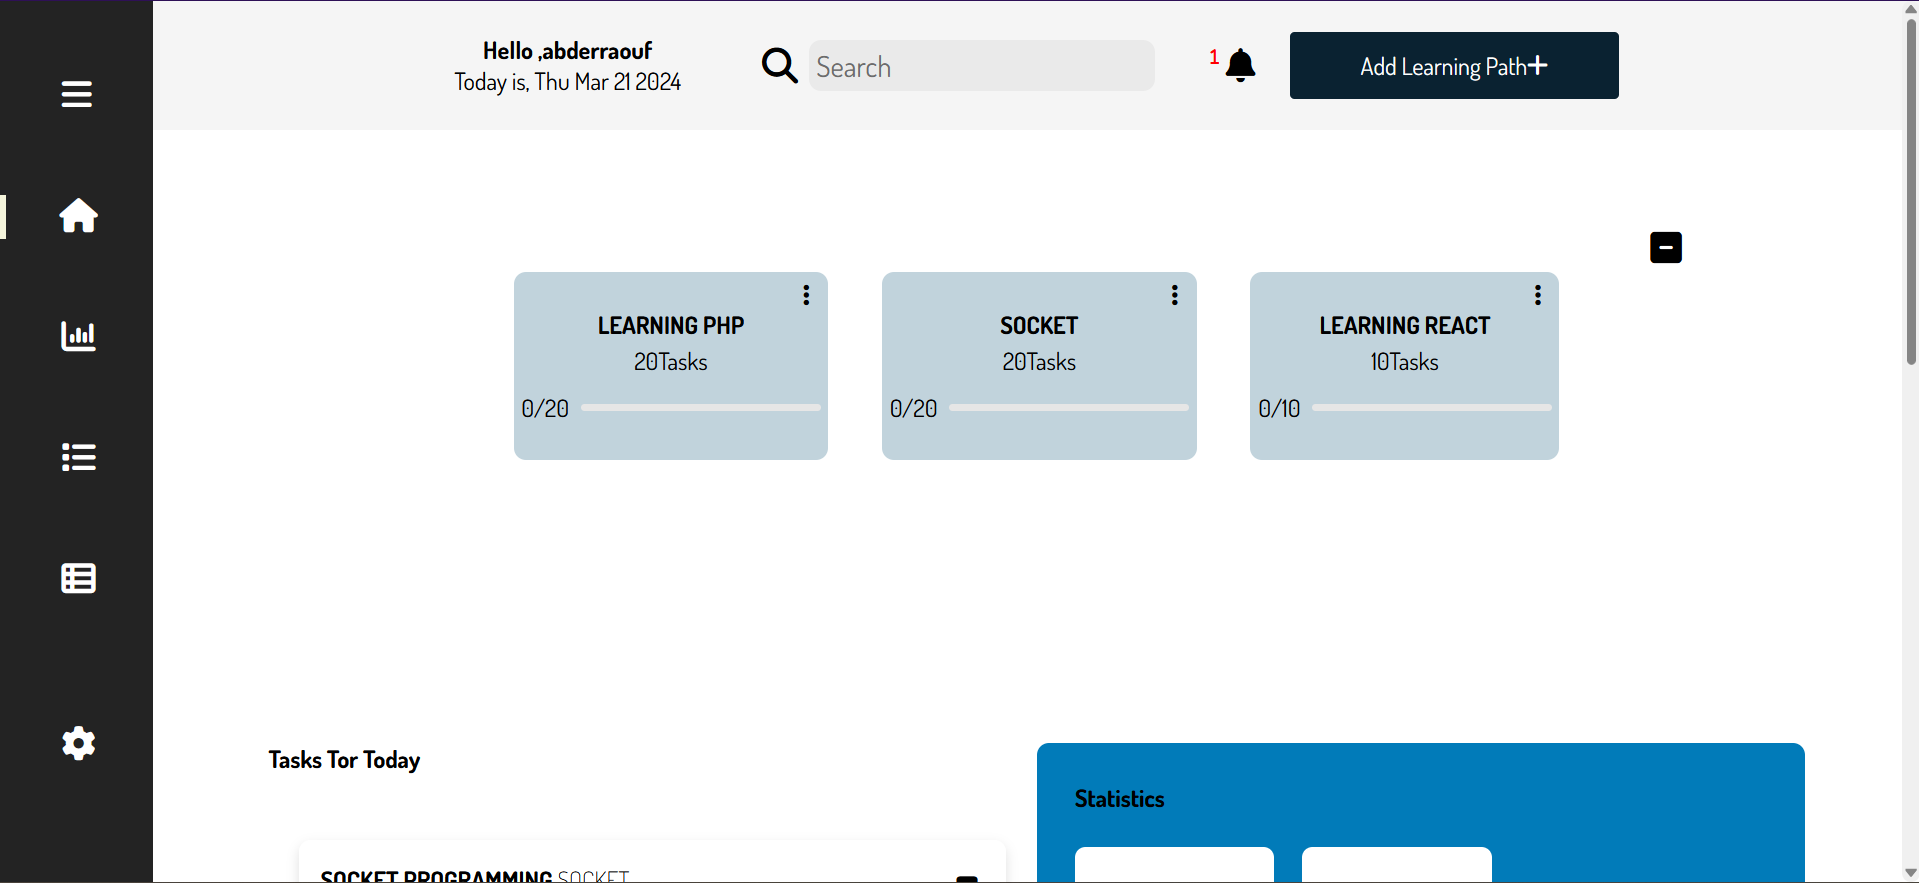 Hello ,abderraouf
Today is, Thu Mar 21 2024
Search
1
Add Learning Path+
LEARNING PHP
20Tasks
0/20
SOCKET
20Tasks
0/20
LEARNING REACT
10Tasks
0/10
Tasks Tor Today
SOCKET PROGRAMMING SOCKET
Statistics